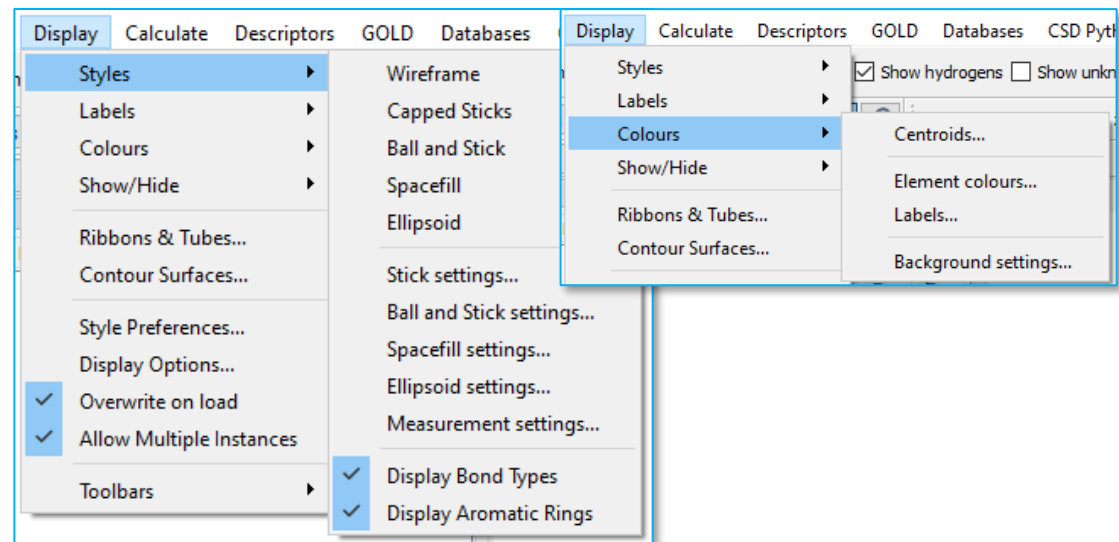 Display Calculate Descriptors GOLD Databases
Styles
Labels
Colours
Show/Hide
Ribbons & Tubes...
Contour Surfaces...
Style Preferences...
Display Options...
Overwrite on load
Allow Multiple Instances
Toolbars
Wireframe
Capped Sticks
Ball and Stick
Spacefill
Ellipsoid
Stick settings...
Ball and Stick settings...
Spacefill settings...
Ellipsoid settings...
Measurement settings...
Display Bond Types
Display Aromatic Rings
Display Calculate Descriptors GOLD Databases CSD Pyth
Show hydrogens Show unkn
Styles
Labels
Colours
Show/Hide
Ribbons & Tubes...
Contour Surfaces...
Centroids...
Element colours...
Labels...
Background settings...